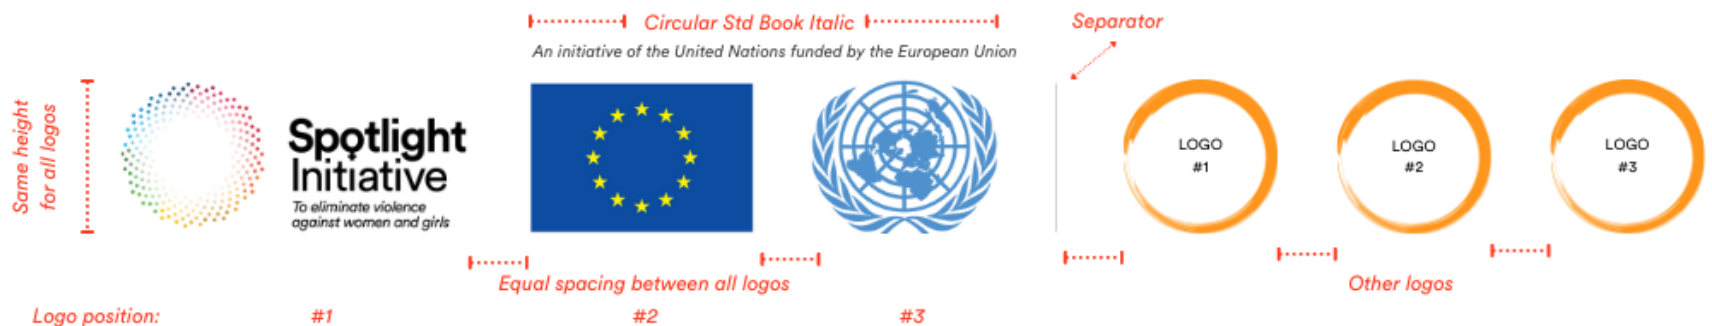 Circular Std Book Italic
Separator
An initiative of the United Nations funded by the European Union
Same height
for all logos
Spotlight
Initiative
To eliminate violence
against women and girls
LOGO
#1
LOGO
#2
LOGO
#3
Equal spacing between all logos
Other logos
Logo position: #1 #2 #3